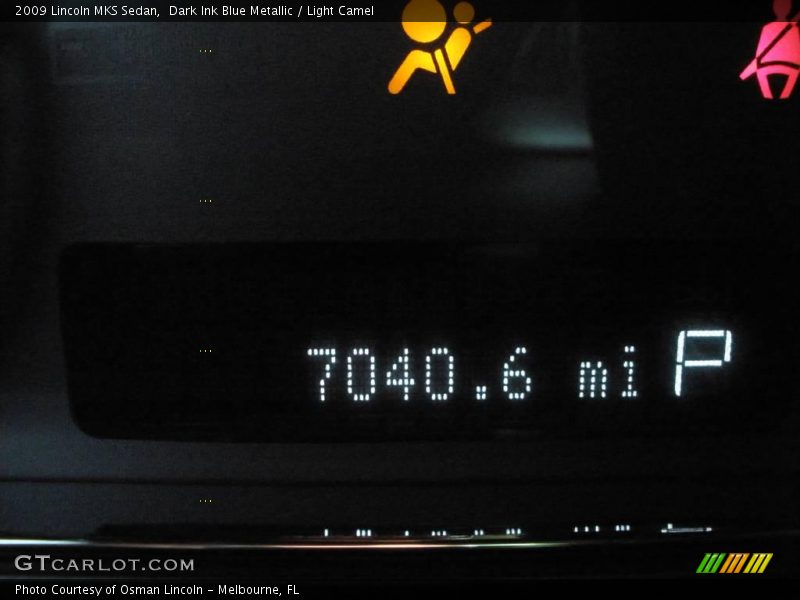 2009 Lincoln MKS Sedan,  Dark Ink Blue Metallic / Light Camel
...
...
7040.6 mi P
...
...
GTCARLOT.COM
Photo Courtesy of Osman Lincoln - Melbourne, FL